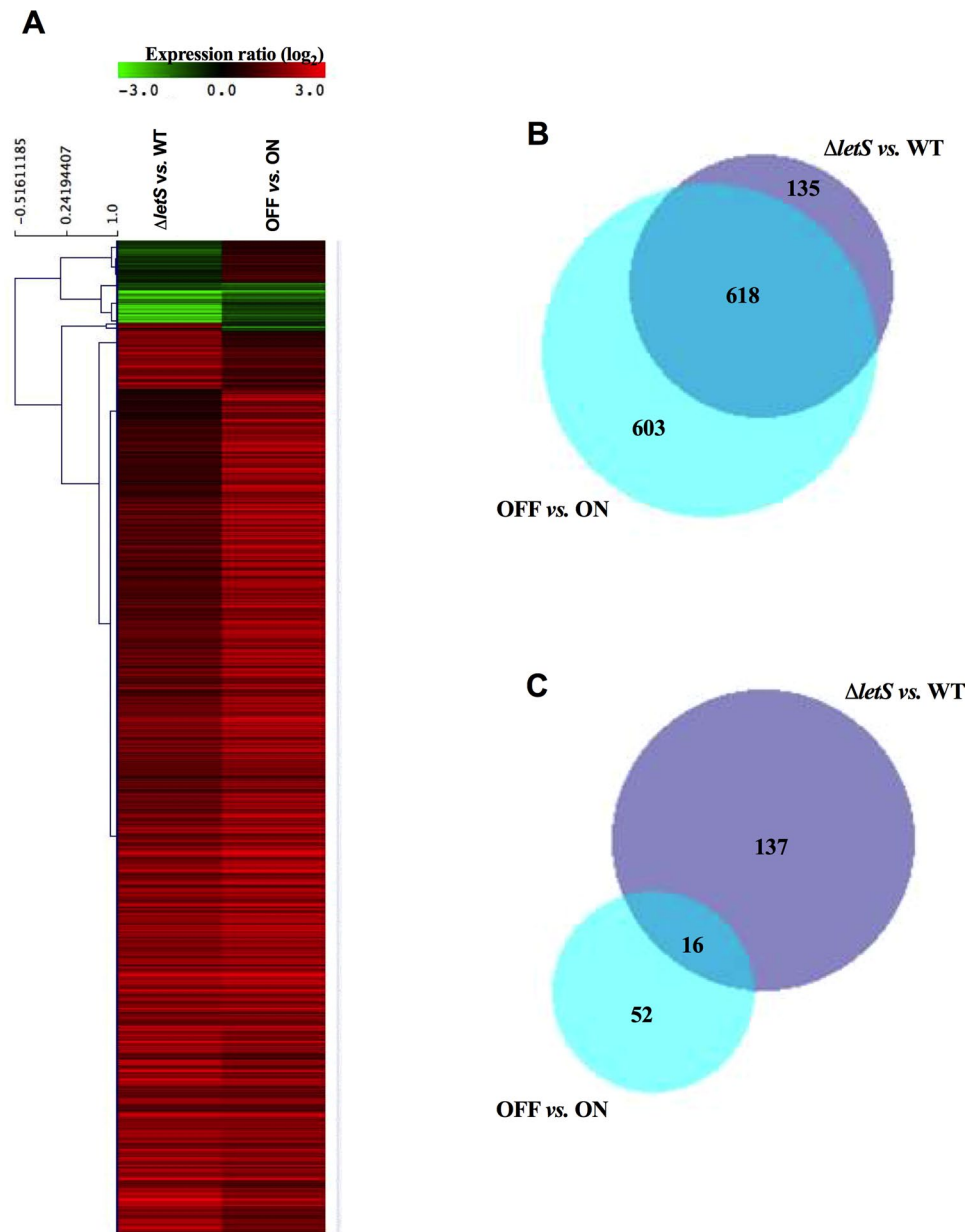 A
Expression ratio (log2)
-3.0 0.0 3.0
-0.51611185
0.24194407
1.0
ΔletS vs. WT
OFF vs. ON
B
ΔletS vs. WT
135
618
603
OFF vs. ON
C
ΔletS vs. WT
137
16
52
OFF vs. ON